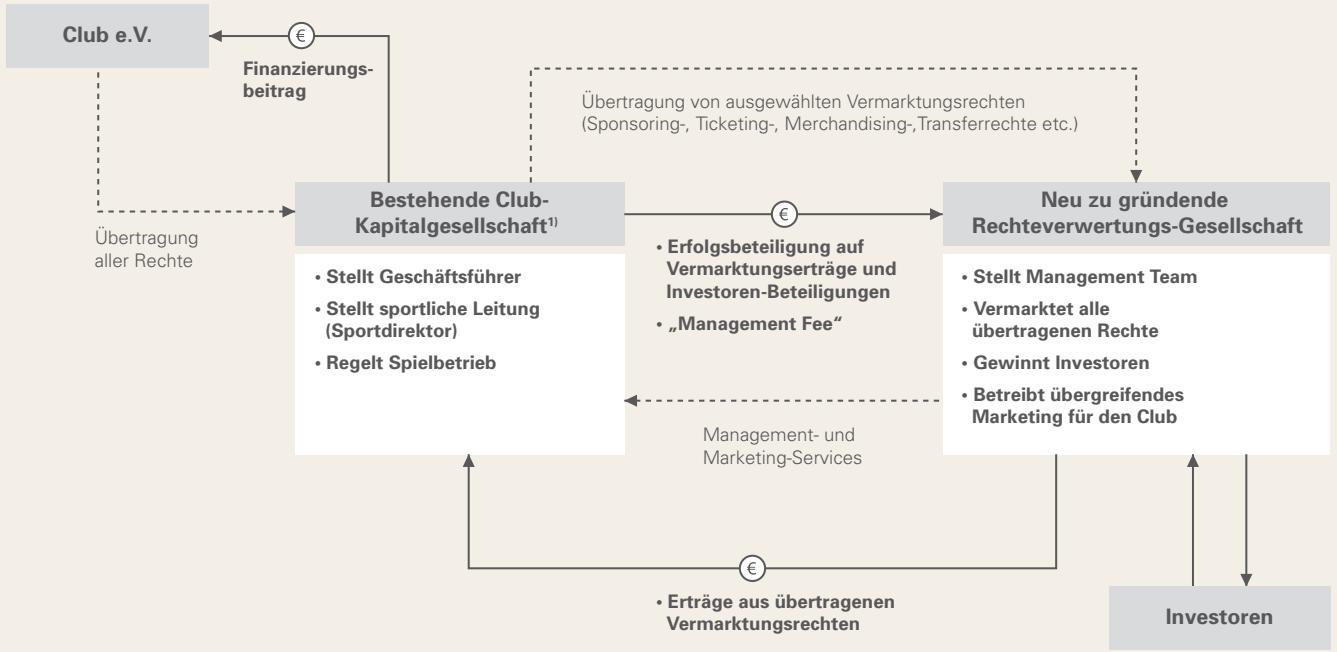 Club e.V.
€
Finanzierungs-
beitrag
Übertragung von ausgewählten Vermarktungsrechten
(Sponsoring-, Ticketing-, Merchandising-,Transferrechte etc.)
Übertragung
aller Rechte
Bestehende Club-
Kapitalgesellschaft1)
• Stellt Geschäftsführer
• Stellt sportliche Leitung
(Sportdirektor)
• Regelt Spielbetrieb
€
• Erfolgsbeteiligung auf
Vermarktungserträge und
Investoren-Beteiligungen
• „Management Fee“
Neu zu gründende
Rechteverwertungs-Gesellschaft
• Stellt Management Team
• Vermarktet alle
übertragenen Rechte
• Gewinnt Investoren
• Betreibt übergreifendes
Marketing für den Club
Management- und
Marketing-Services
€
• Erträge aus übertragenen
Vermarktungsrechten
Investoren